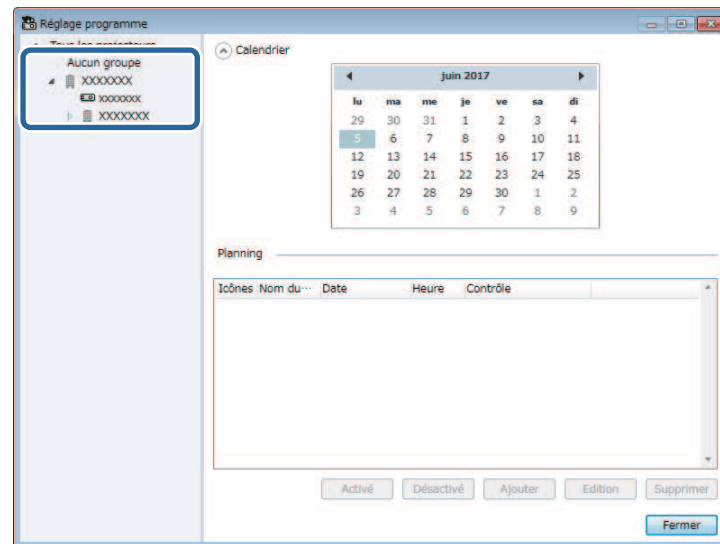 Réglage programme
Tous les projecteurs
Aucun groupe
XXXXXXX
XXXXXXX
XXXXXXX
Calendrier
juin 2017
lu ma me je ve sa di
29 30 31 1 2 3 4
5 6 7 8 9 10 11
12 13 14 15 16 17 18
19 20 21 22 23 24 25
26 27 28 29 30 1 2
3 4 5 6 7 8 9
Planning
Icônes Nom du··· Date Heure Contrôle
Activé Désactivé Ajouter Edition Supprimer
Fermer